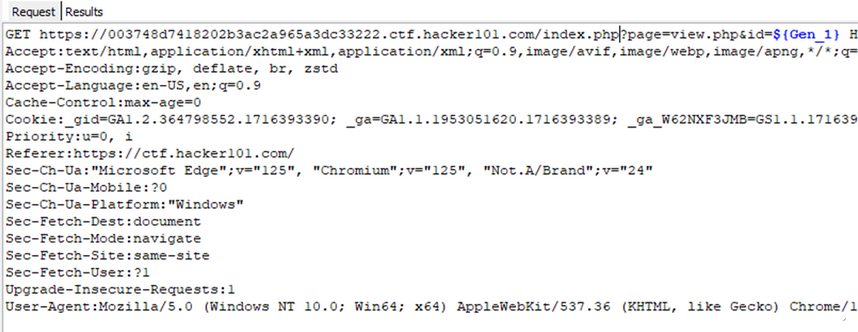 Request Results
GET https://003748d7418202b3ac2a965a3dc33222.ctf.hacker101.com/index.php?page=view.php&id=${Gen_1} H
Accept:text/html,application/xhtml+xml,application/xml;q=0.9,image/avif,image/webp,image/apng,*/*;q=
Accept-Encoding:gzip, deflate, br, zstd
Accept-Language:en-US,en;q=0.9
Cache-Control:max-age=0
Cookie:_gid=GA1.2.364798552.1716393390; _ga=GA1.1.1953051620.1716393389; _ga_W62NXF3JMB=GS1.1.171639
Priority:u=0, i
Referer:https://ctf.hacker101.com/
Sec-Ch-Ua:"Microsoft Edge";v="125", "Chromium";v="125", "Not.A/Brand";v="24"
Sec-Ch-Ua-Mobile:?0
Sec-Ch-Ua-Platform:"Windows"
Sec-Fetch-Dest:document
Sec-Fetch-Mode:navigate
Sec-Fetch-Site:same-site
Sec-Fetch-User:?1
Upgrade-Insecure-Requests:1
User-Agent:Mozilla/5.0 (Windows NT 10.0; Win64; x64) AppleWebKit/537.36 (KHTML, like Gecko) Chrome/1